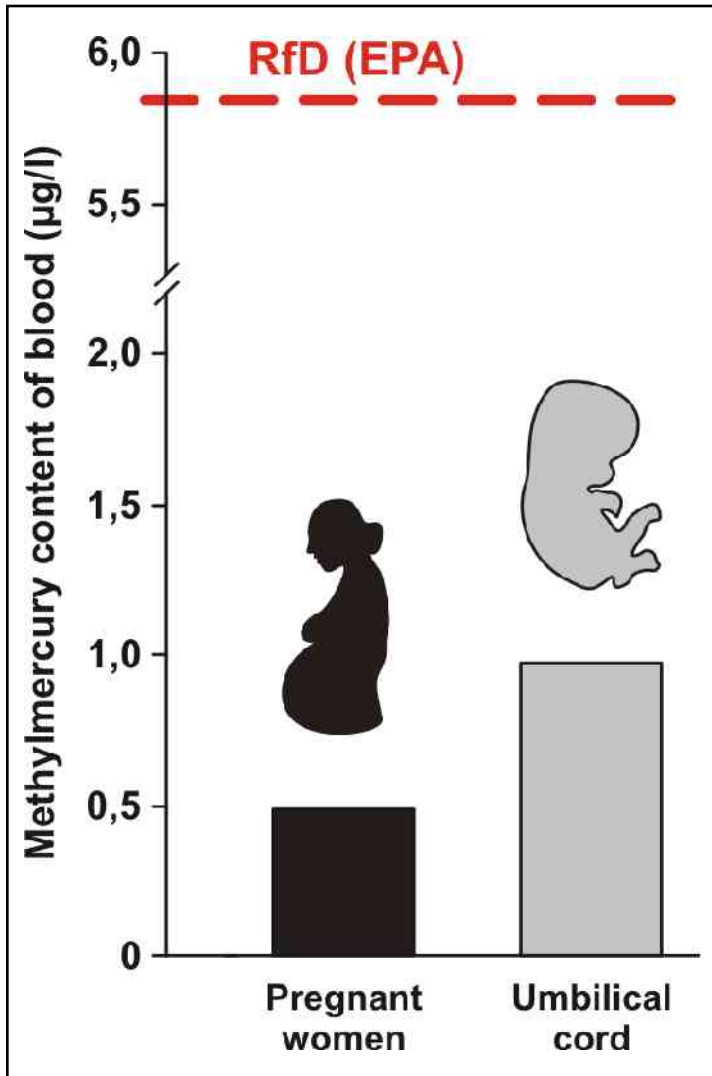 6,0
RfD (EPA)
5,5
2,0
1,5
1,0
0,5
0
Methylmercury content of blood (µg/l)
Pregnant
women
Umbilical
cord